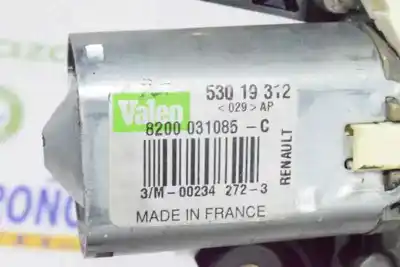 530 19 312
Valeo
<029> AP
8200 031085 -C
RENAULT
3/M-00234 272-3
MADE IN FRANCE